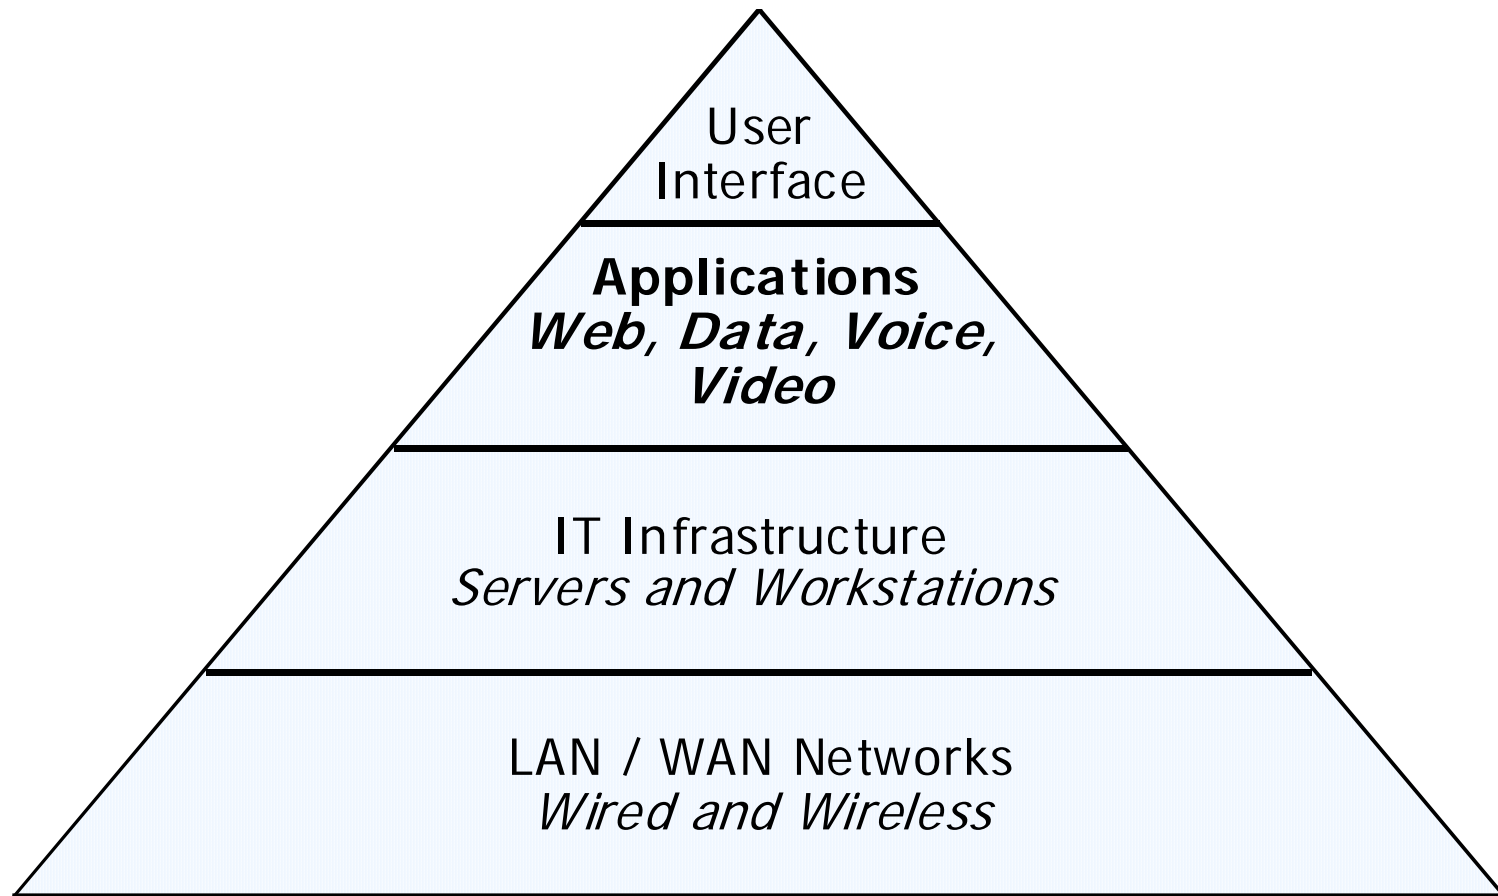 User
Interface
Applications
Web, Data, Voice,
Video
IT Infrastructure
Servers and Workstations
LAN / WAN Networks
Wired and Wireless